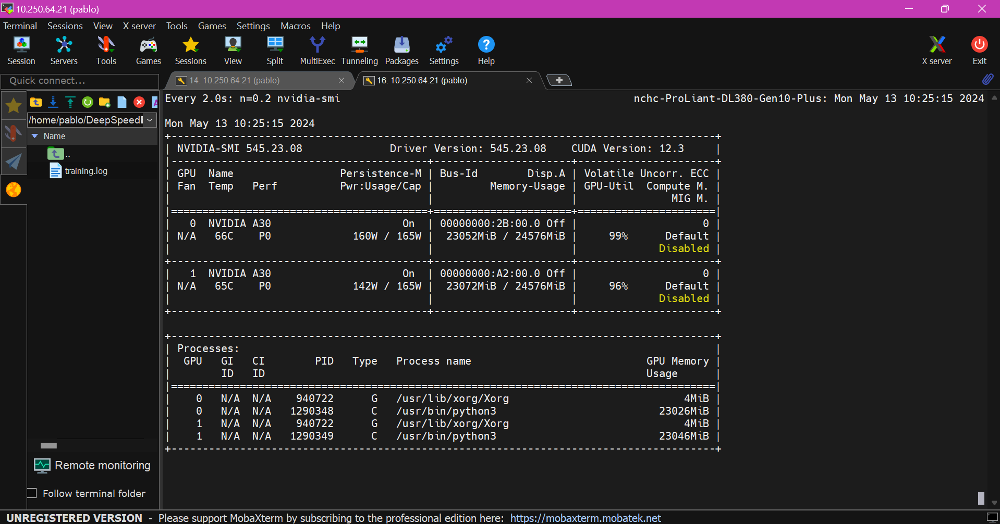 10.250.64.21 (pablo)
Terminal Sessions View X server Tools Games Settings Macros Help
Session Servers Tools Games Sessions View Split MultiExec Tunneling Packages Settings Help X server Exit
Quick connect...
14. 10.250.64.21 (pablo)
16. 10.250.64.21 (pablo)
/home/pablo/DeepSpeed
Name
..
training.log
Remote monitoring
Follow terminal folder
Every 2.0s: n=0.2 nvidia-smi nchc-ProLiant-DL380-Gen10-Plus: Mon May 13 10:25:15 2024
Mon May 13 10:25:15 2024
+---------------------------------------------------------------------------------------+
| NVIDIA-SMI 545.23.08              Driver Version: 545.23.08    CUDA Version: 12.3     |
|-----------------------------------------+----------------------+----------------------+
| GPU  Name                 Persistence-M | Bus-Id        Disp.A | Volatile Uncorr. ECC |
| Fan  Temp   Perf          Pwr:Usage/Cap |         Memory-Usage | GPU-Util  Compute M. |
|                                         |                      |               MIG M. |
|=========================================+======================+======================|
|   0  NVIDIA A30                     On  | 00000000:2B:00.0 Off |                    0 |
| N/A   66C    P0             160W / 165W |  23052MiB / 24576MiB |     99%      Default |
|                                         |                      |             Disabled |
+-----------------------------------------+----------------------+----------------------+
|   1  NVIDIA A30                     On  | 00000000:A2:00.0 Off |                    0 |
| N/A   65C    P0             142W / 165W |  23072MiB / 24576MiB |     96%      Default |
|                                         |                      |             Disabled |
+-----------------------------------------+----------------------+----------------------+
+---------------------------------------------------------------------------------------+
| Processes:                                                                            |
|  GPU   GI   CI        PID   Type   Process name                            GPU Memory |
|        ID   ID                                                             Usage      |
|=======================================================================================|
|    0   N/A  N/A    940722      G   /usr/lib/xorg/Xorg                            4MiB |
|    0   N/A  N/A   1290348      C   /usr/bin/python3                          23026MiB |
|    1   N/A  N/A    940722      G   /usr/lib/xorg/Xorg                            4MiB |
|    1   N/A  N/A   1290349      C   /usr/bin/python3                          23046MiB |
+---------------------------------------------------------------------------------------+
UNREGISTERED VERSION - Please support MobaXterm by subscribing to the professional edition here: https://mobaxterm.mobatek.net